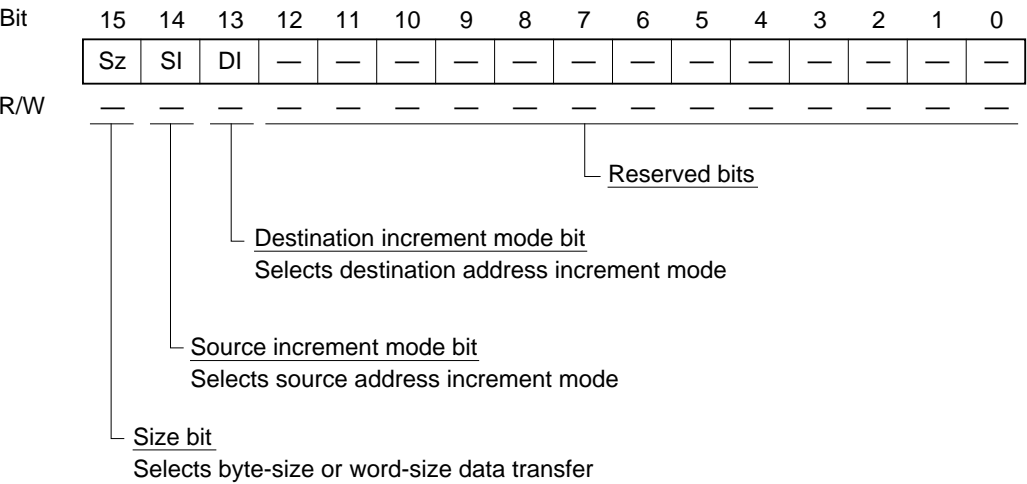 Bit 15 14 13 12 11 10 9 8 7 6 5 4 3 2 1 0
Sz SI DI — — — — — — — — — — — — —
R/W — — — — — — — — — — — — — — — —
Reserved bits
Destination increment mode bit
Selects destination address increment mode
Source increment mode bit
Selects source address increment mode
Size bit
Selects byte-size or word-size data transfer